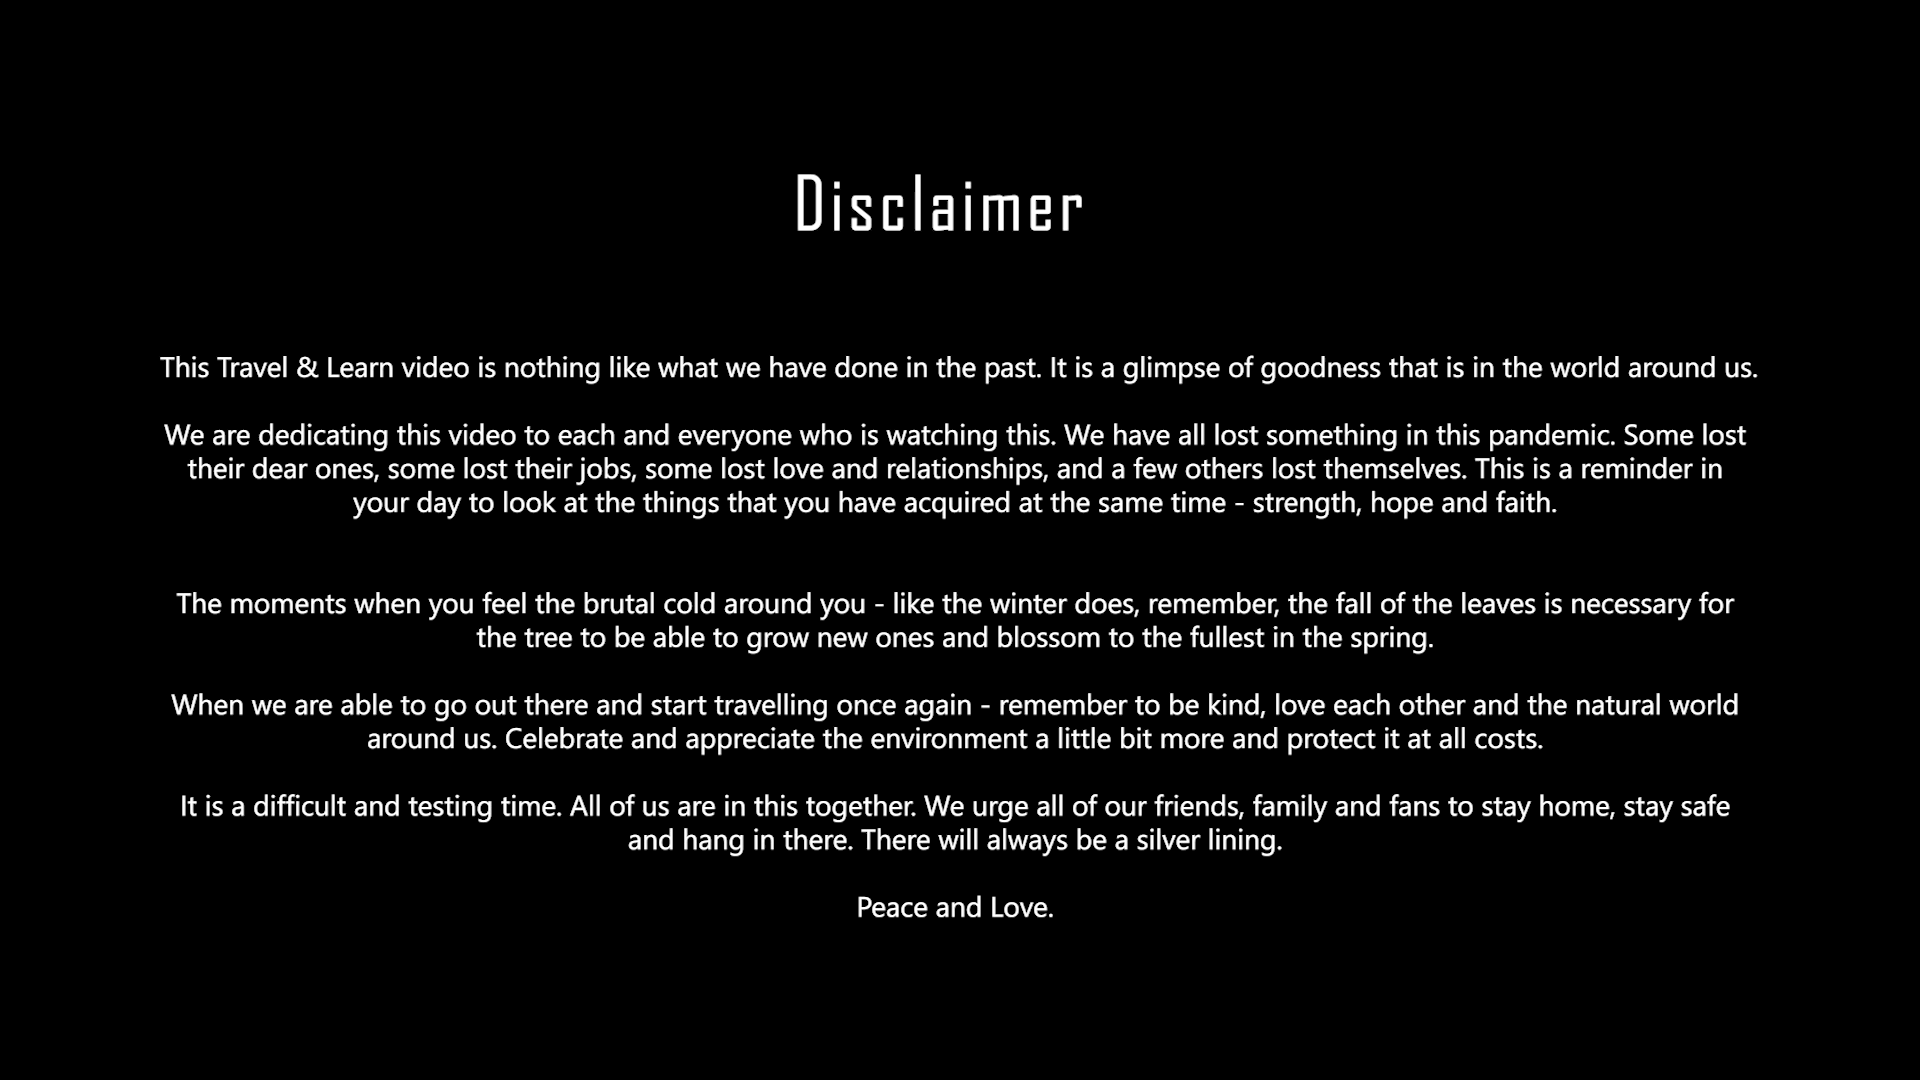 Disclaimer
This Travel & Learn video is nothing like what we have done in the past. It is a glimpse of goodness that is in the world around us.
We are dedicating this video to each and everyone who is watching this. We have all lost something in this pandemic. Some lost
their dear ones, some lost their jobs, some lost love and relationships, and a few others lost themselves. This is a reminder in
your day to look at the things that you have acquired at the same time - strength, hope and faith.
The moments when you feel the brutal cold around you - like the winter does, remember, the fall of the leaves is necessary for
the tree to be able to grow new ones and blossom to the fullest in the spring.
When we are able to go out there and start travelling once again - remember to be kind, love each other and the natural world
around us. Celebrate and appreciate the environment a little bit more and protect it at all costs.
It is a difficult and testing time. All of us are in this together. We urge all of our friends, family and fans to stay home, stay safe
and hang in there. There will always be a silver lining.
Peace and Love.